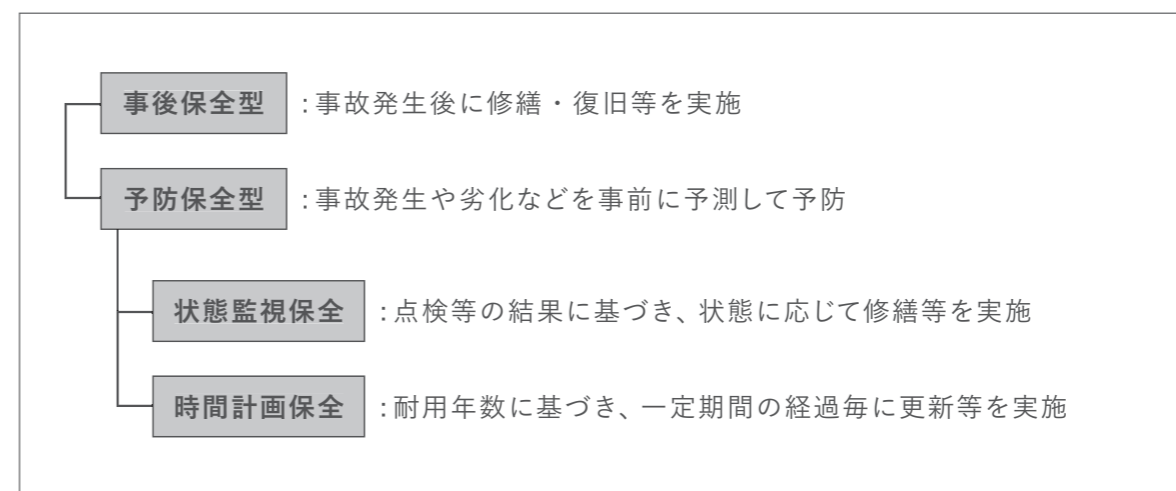 事後保全型 : 事故発生後に修繕・復旧等を実施
予防保全型 : 事故発生や劣化などを事前に予測して予防
状態監視保全 : 点検等の結果に基づき、状態に応じて修繕等を実施
時間計画保全 : 耐用年数に基づき、一定期間の経過毎に更新等を実施